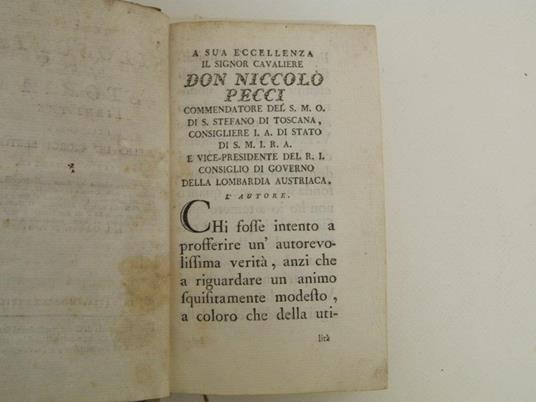 A SUA ECCELLENZA
IL SIGNOR CAVALIERE
DON NICCOLÒ
PECCI
COMMENDATORE DEL S. M. O.
DI S. STEFANO DI TOSCANA,
CONSIGLIERE I. A. DI STATO
DI S. M. I. R. A.
E VICE-PRESIDENTE DEL R. I.
CONSIGLIO DI GOVERNO
DELLA LOMBARDIA AUSTRIACA.
L'AUTORE.
CHi foſſe intento a
profferire un' autorevo-
liſſima verità, anzi che
a riguardare un animo
ſquiſitamente modeſto,
a coloro che della uti-
lità